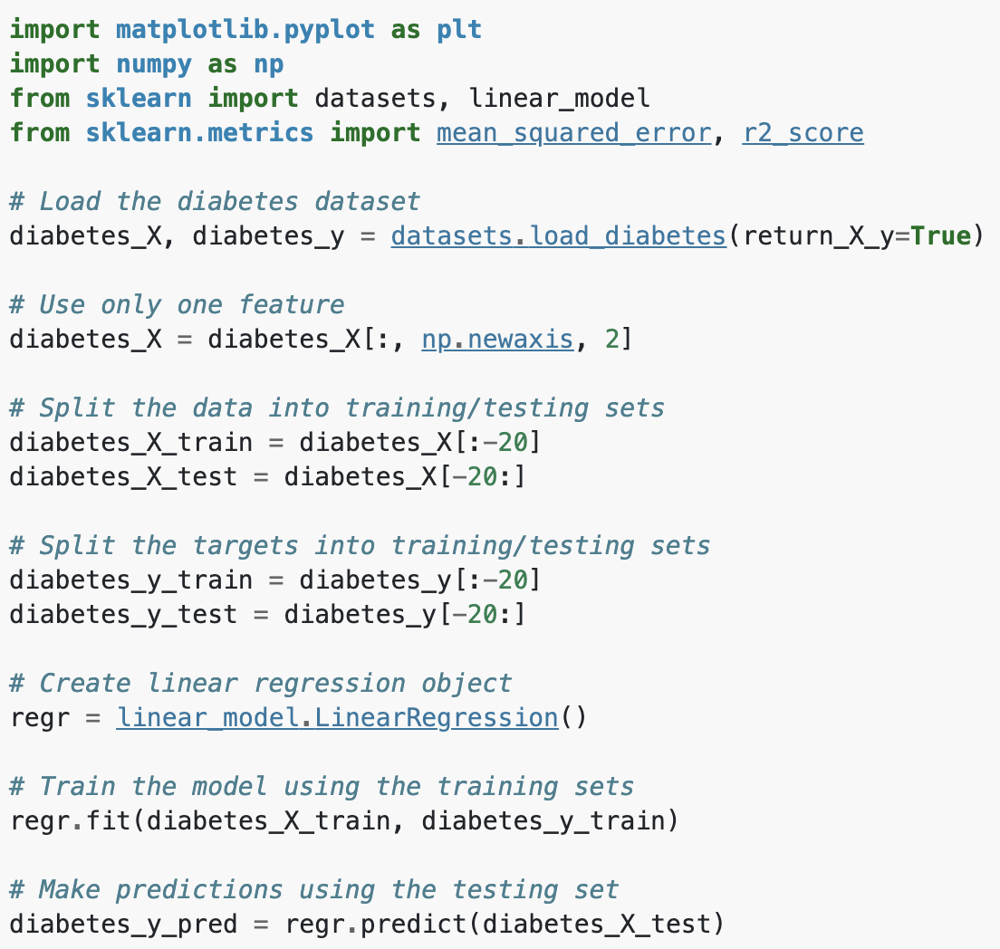 import matplotlib.pyplot as plt
import numpy as np
from sklearn import datasets, linear_model
from sklearn.metrics import mean_squared_error, r2_score

# Load the diabetes dataset
diabetes_X, diabetes_y = datasets.load_diabetes(return_X_y=True)

# Use only one feature
diabetes_X = diabetes_X[:, np.newaxis, 2]

# Split the data into training/testing sets
diabetes_X_train = diabetes_X[:-20]
diabetes_X_test = diabetes_X[-20:]

# Split the targets into training/testing sets
diabetes_y_train = diabetes_y[:-20]
diabetes_y_test = diabetes_y[-20:]

# Create linear regression object
regr = linear_model.LinearRegression()

# Train the model using the training sets
regr.fit(diabetes_X_train, diabetes_y_train)

# Make predictions using the testing set
diabetes_y_pred = regr.predict(diabetes_X_test)